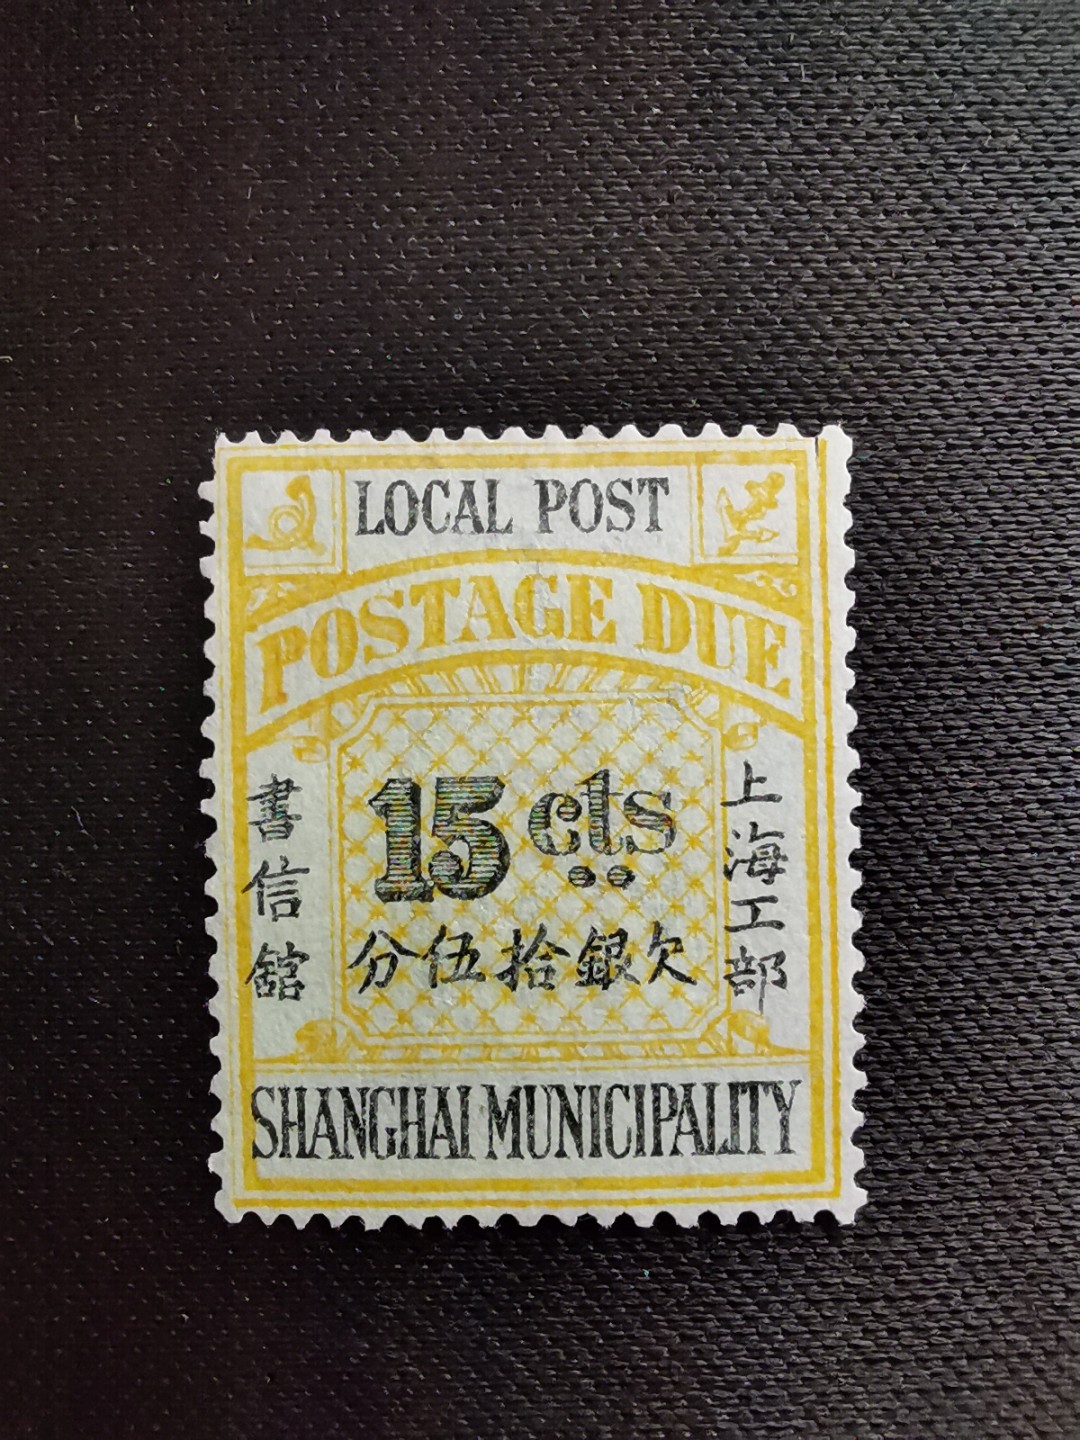 LOCAL POST
POSTAGE DUE
15 cts
分伍拾銀欠
上海工部
書信舘
SHANGHAI MUNICIPALITY